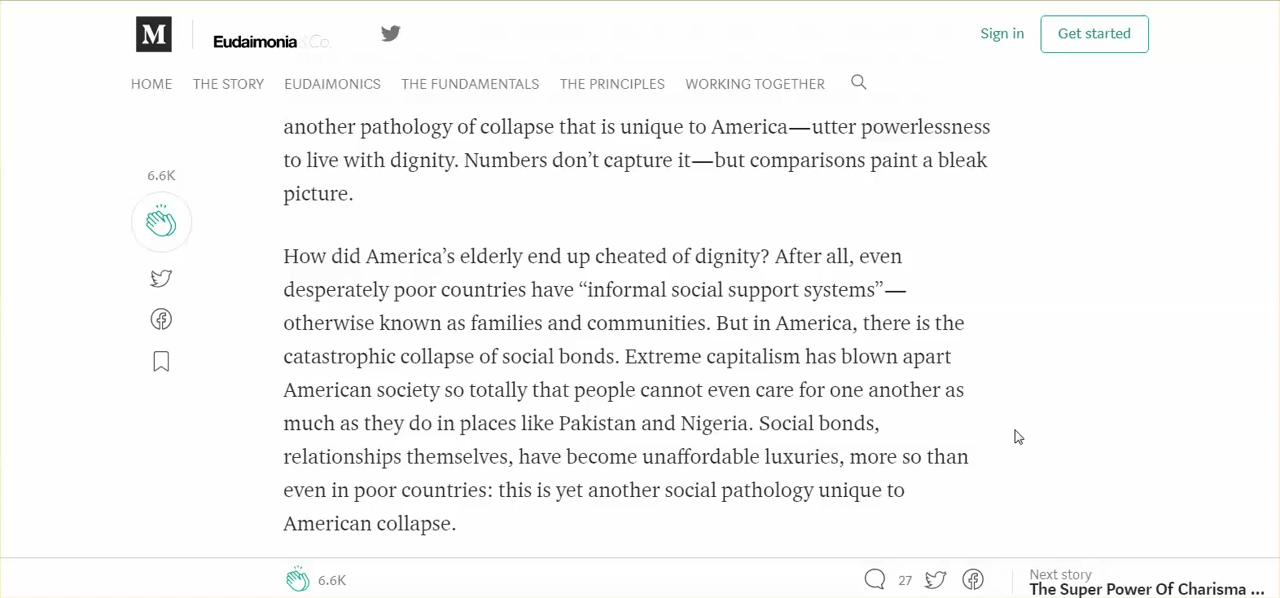 M
Eudaimonia & Co.
Sign in
Get started
HOME THE STORY EUDAIMONICS THE FUNDAMENTALS THE PRINCIPLES WORKING TOGETHER
another pathology of collapse that is unique to America—utter powerlessness
to live with dignity. Numbers don’t capture it—but comparisons paint a bleak
picture.
6.6K
How did America’s elderly end up cheated of dignity? After all, even
desperately poor countries have “informal social support systems”—
otherwise known as families and communities. But in America, there is the
catastrophic collapse of social bonds. Extreme capitalism has blown apart
American society so totally that people cannot even care for one another as
much as they do in places like Pakistan and Nigeria. Social bonds,
relationships themselves, have become unaffordable luxuries, more so than
even in poor countries: this is yet another social pathology unique to
American collapse.
6.6K
27
Next story
The Super Power Of Charisma ...